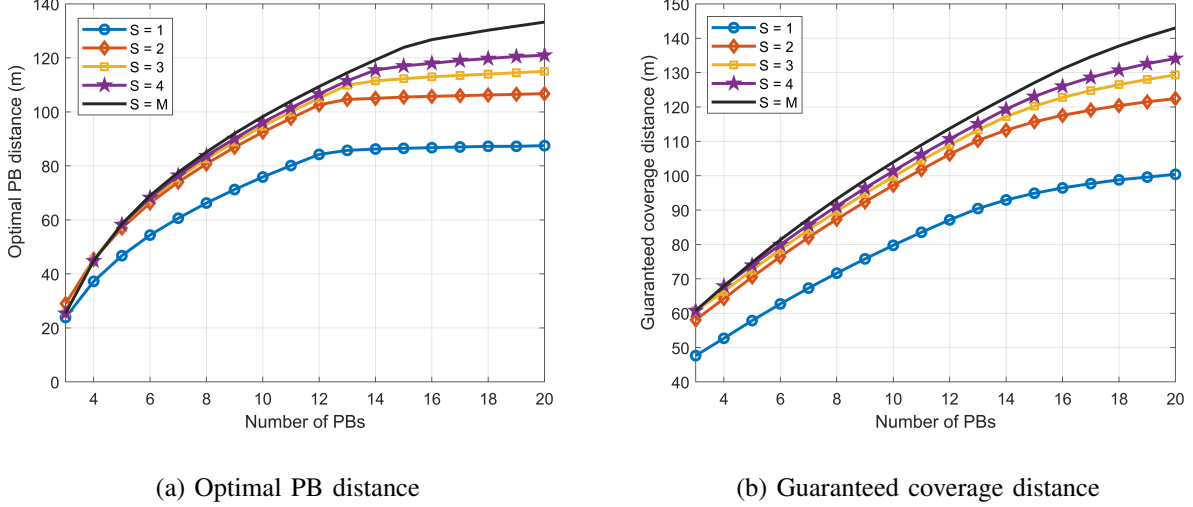 140
120
100
80
60
40
20
0
Optimal PB distance (m)
S = 1
S = 2
S = 3
S = 4
S = M
4 6 8 10 12 14 16 18 20
Number of PBs
(a) Optimal PB distance
150
140
130
120
110
100
90
80
70
60
50
40
Guaranteed coverage distance (m)
S = 1
S = 2
S = 3
S = 4
S = M
4 6 8 10 12 14 16 18 20
Number of PBs
(b) Guaranteed coverage distance